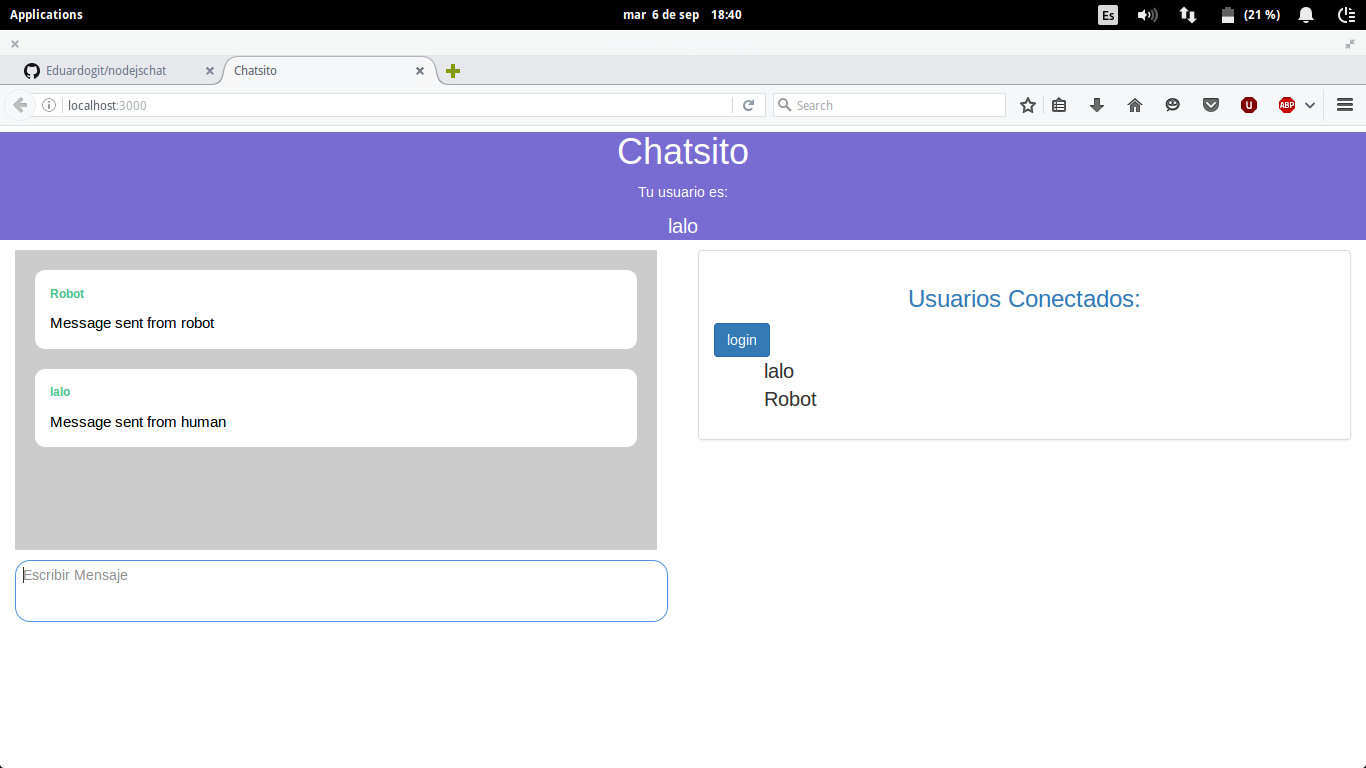 Applications mar 6 de sep 18:40 Es (21 %)
Eduardogit/nodejschat Chatsito
localhost:3000 Search ABP
Chatsito
Tu usuario es:
lalo
Robot
Message sent from robot
lalo
Message sent from human
Escribir Mensaje
Usuarios Conectados:
login
lalo
Robot